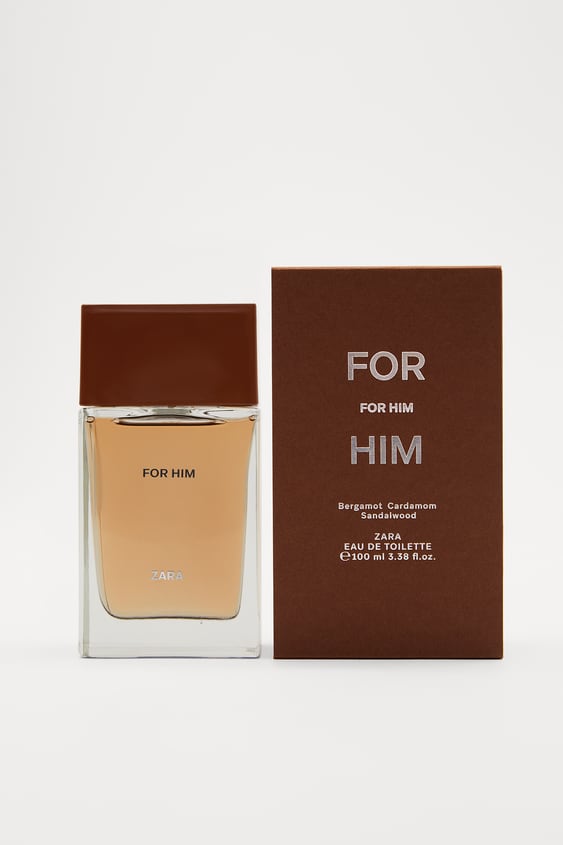 FOR HIM
ZARA
FOR
FOR HIM
HIM
Bergamot Cardamom
Sandalwood
ZARA
EAU DE TOILETTE
℮100 ml 3.38 fl.oz.